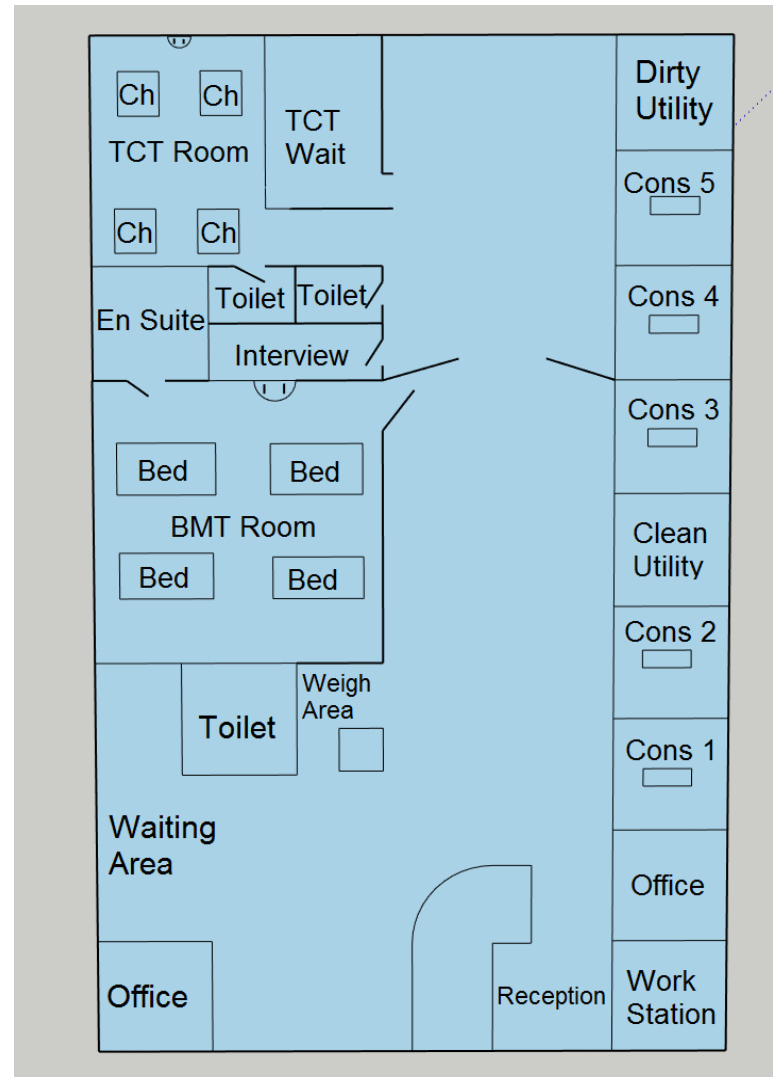 Dirty
Utility
Ch
Ch
TCT
Wait
TCT Room
Cons 5
Ch
Ch
Toilet
Toilet
Cons 4
En Suite
Interview
Cons 3
Bed
Bed
BMT Room
Clean
Utility
Bed
Bed
Cons 2
Weigh
Area
Toilet
Cons 1
Waiting
Area
Office
Office
Reception
Work
Station